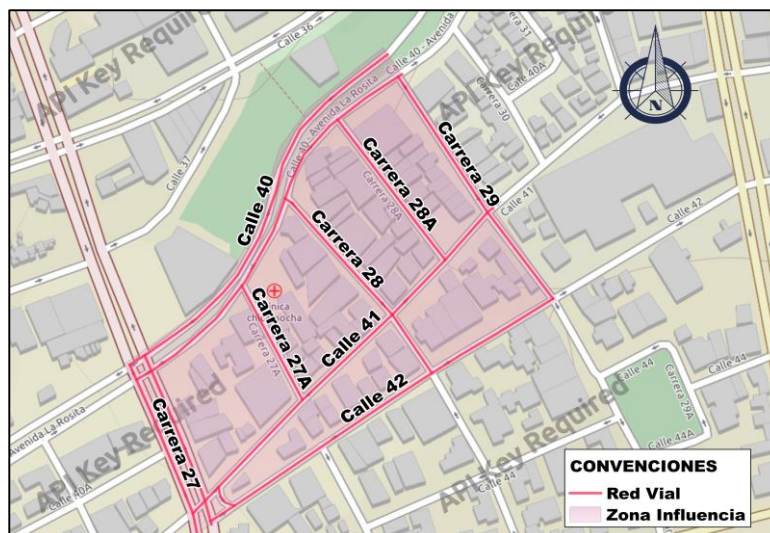 API Key Required
Calle 36
Calle 40 - Avenida
Carrera 31
Calle 40A
API Key Required
Carrera 30
N
Calle 37
Calle 40 - Avenida La Rosita
Calle 40
Carrera 28A
Carrera 28A
Carrera 29
Calle 41
Calle 42
Carrera 28
Carrera 27A
Carrera 27A
Calle 41
Calle 42
Carrera 27
Avenida La Rosita
API Key Required
Calle 40A
API Key Required
Calle 44
Calle 44
Calle 44
Carrera 29A
Calle 44A
CONVENCIONES
Red Vial
Zona Influencia